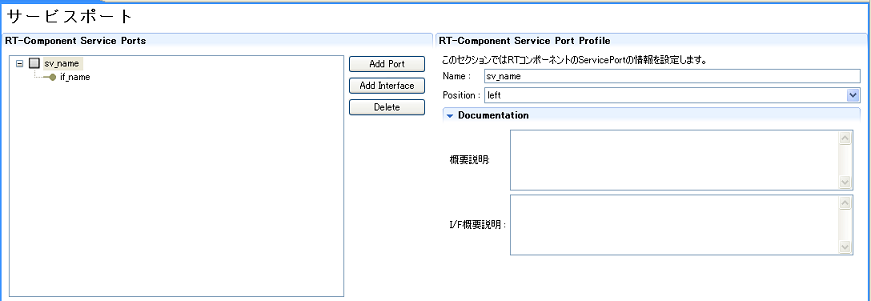 サービスポート
RT-Component Service Ports
sv_name
if_name
Add Port
Add Interface
Delete
RT-Component Service Port Profile
このセクションではRTコンポーネントのServicePortの情報を設定します。
Name :
sv_name
Position :
left
Documentation
概要説明
I/F概要説明 :